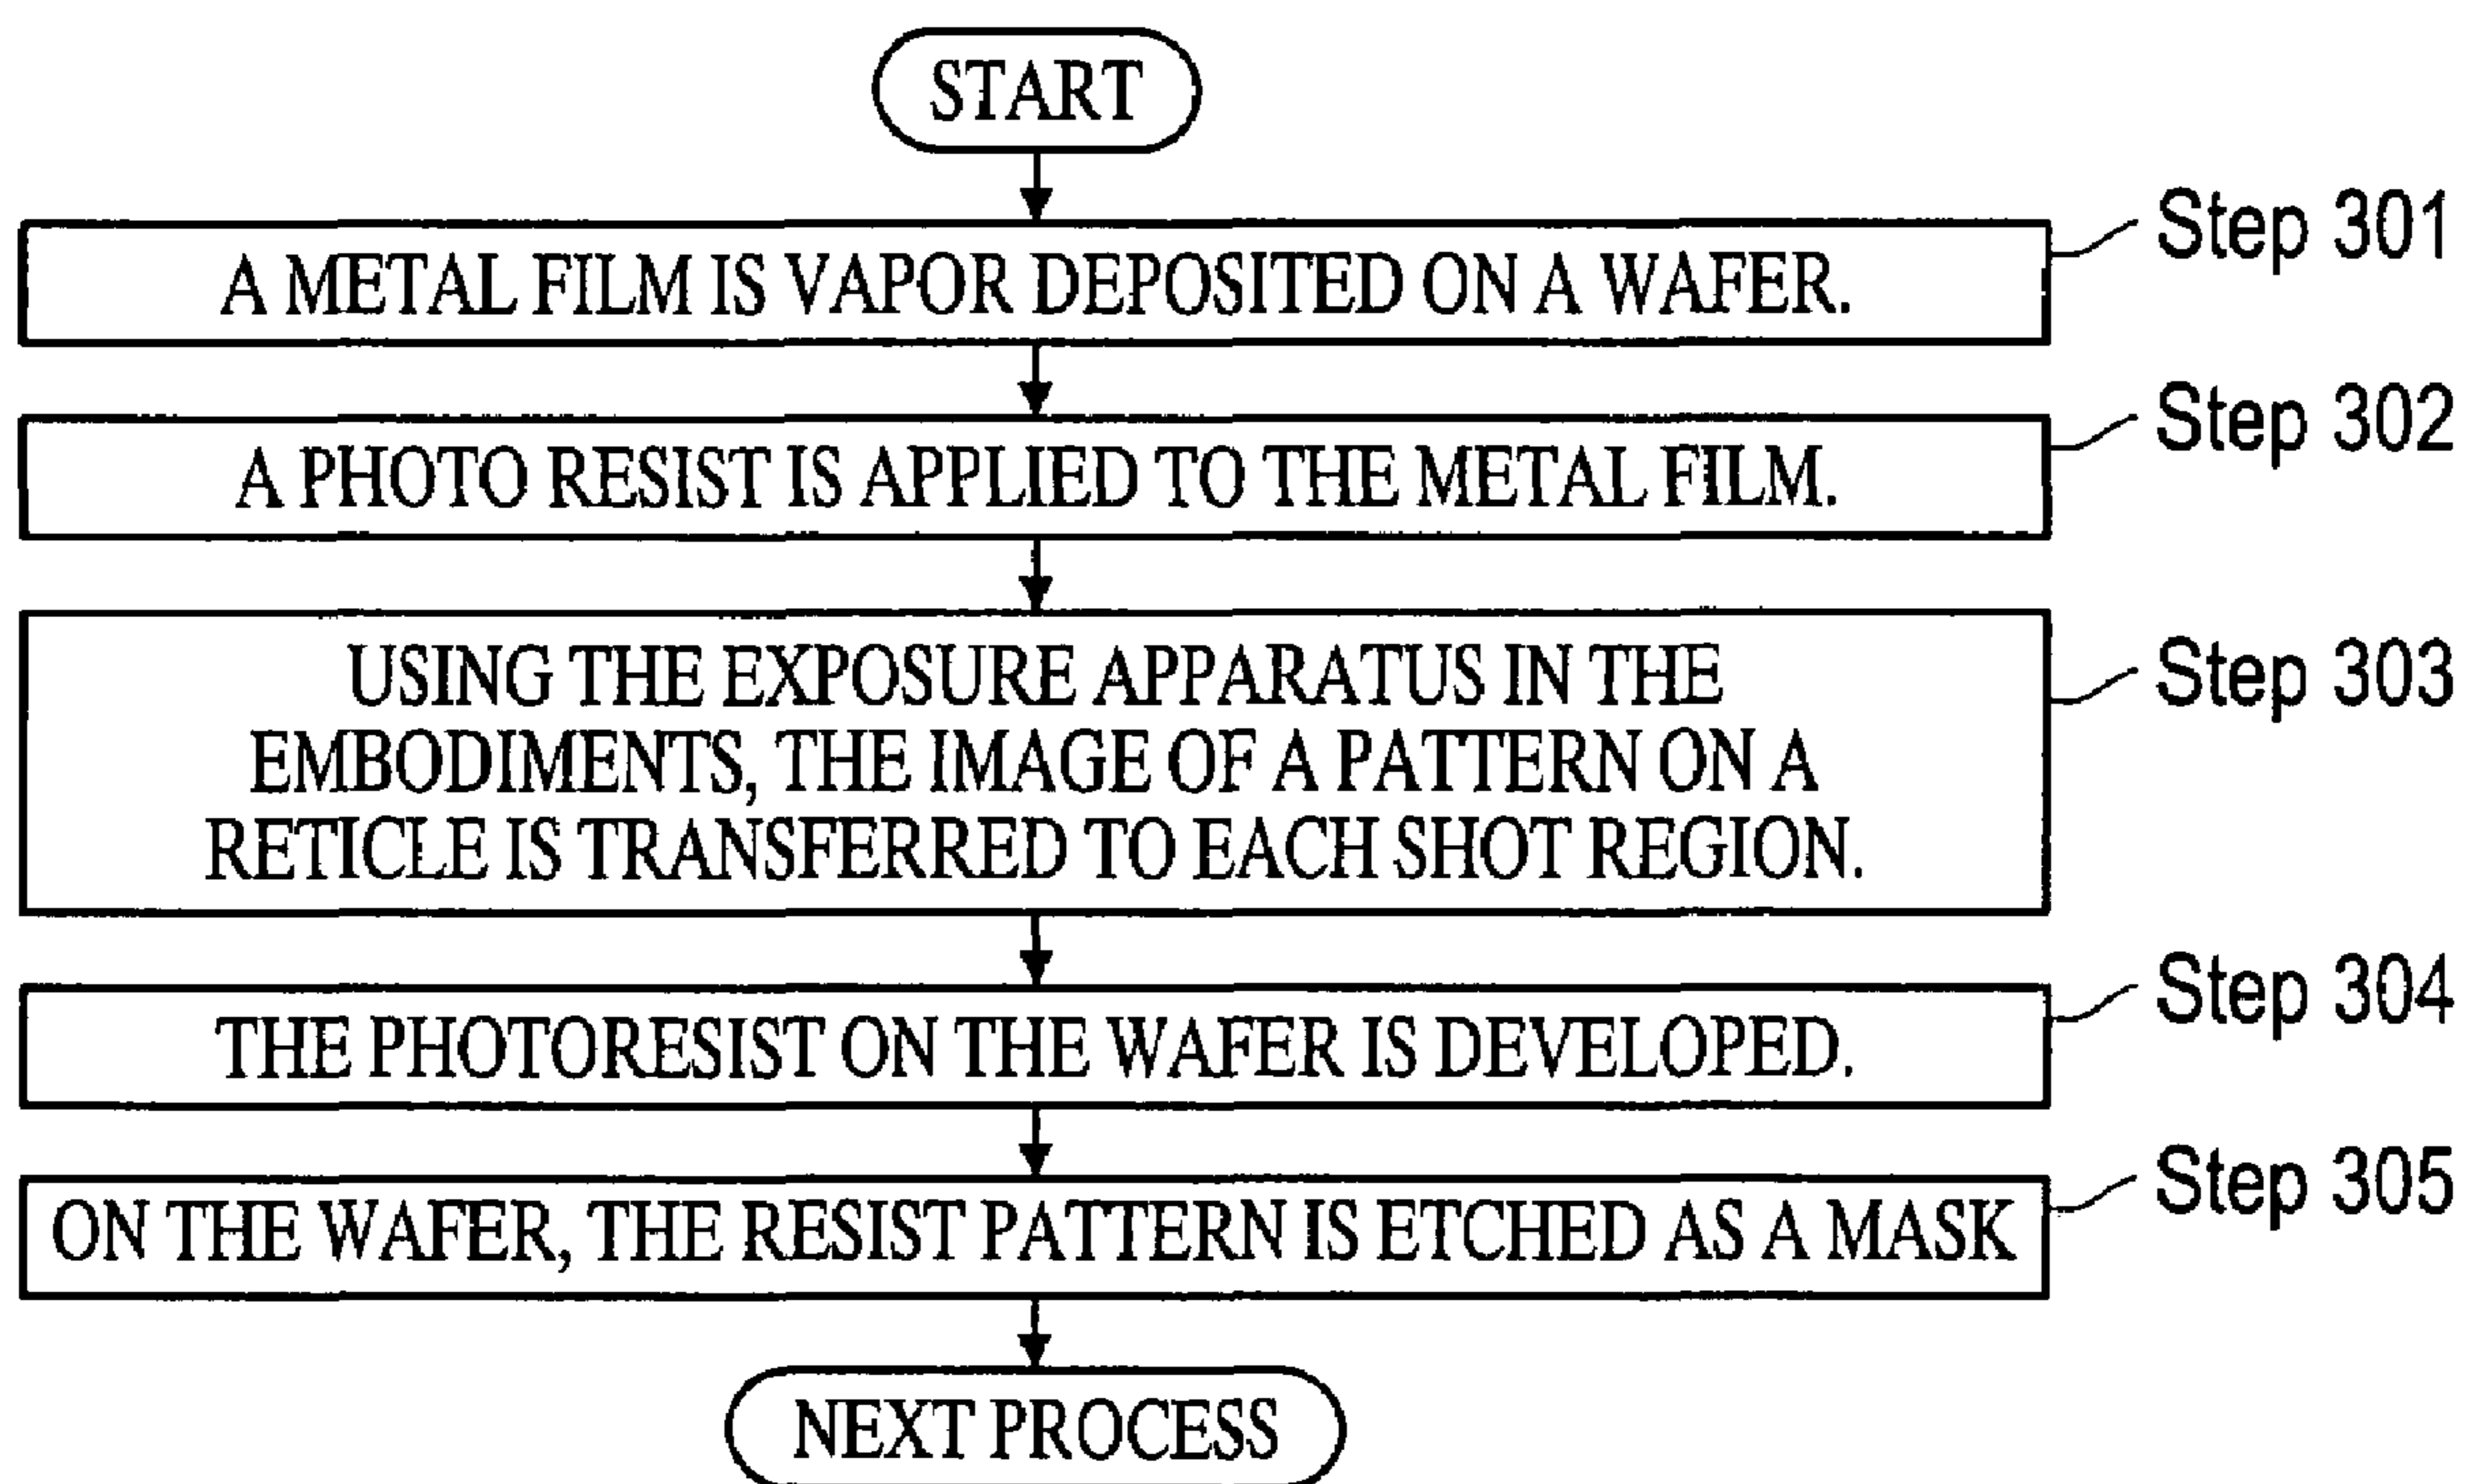 START
A METAL FILM IS VAPOR DEPOSITED ON A WAFER.
Step 301
A PHOTO RESIST IS APPLIED TO THE METAL FILM.
Step 302
USING THE EXPOSURE APPARATUS IN THE
EMBODIMENTS, THE IMAGE OF A PATTERN ON A
RETICLE IS TRANSFERRED TO EACH SHOT REGION.
Step 303
THE PHOTORESIST ON THE WAFER IS DEVELOPED.
Step 304
ON THE WAFER, THE RESIST PATTERN IS ETCHED AS A MASK
Step 305
NEXT PROCESS